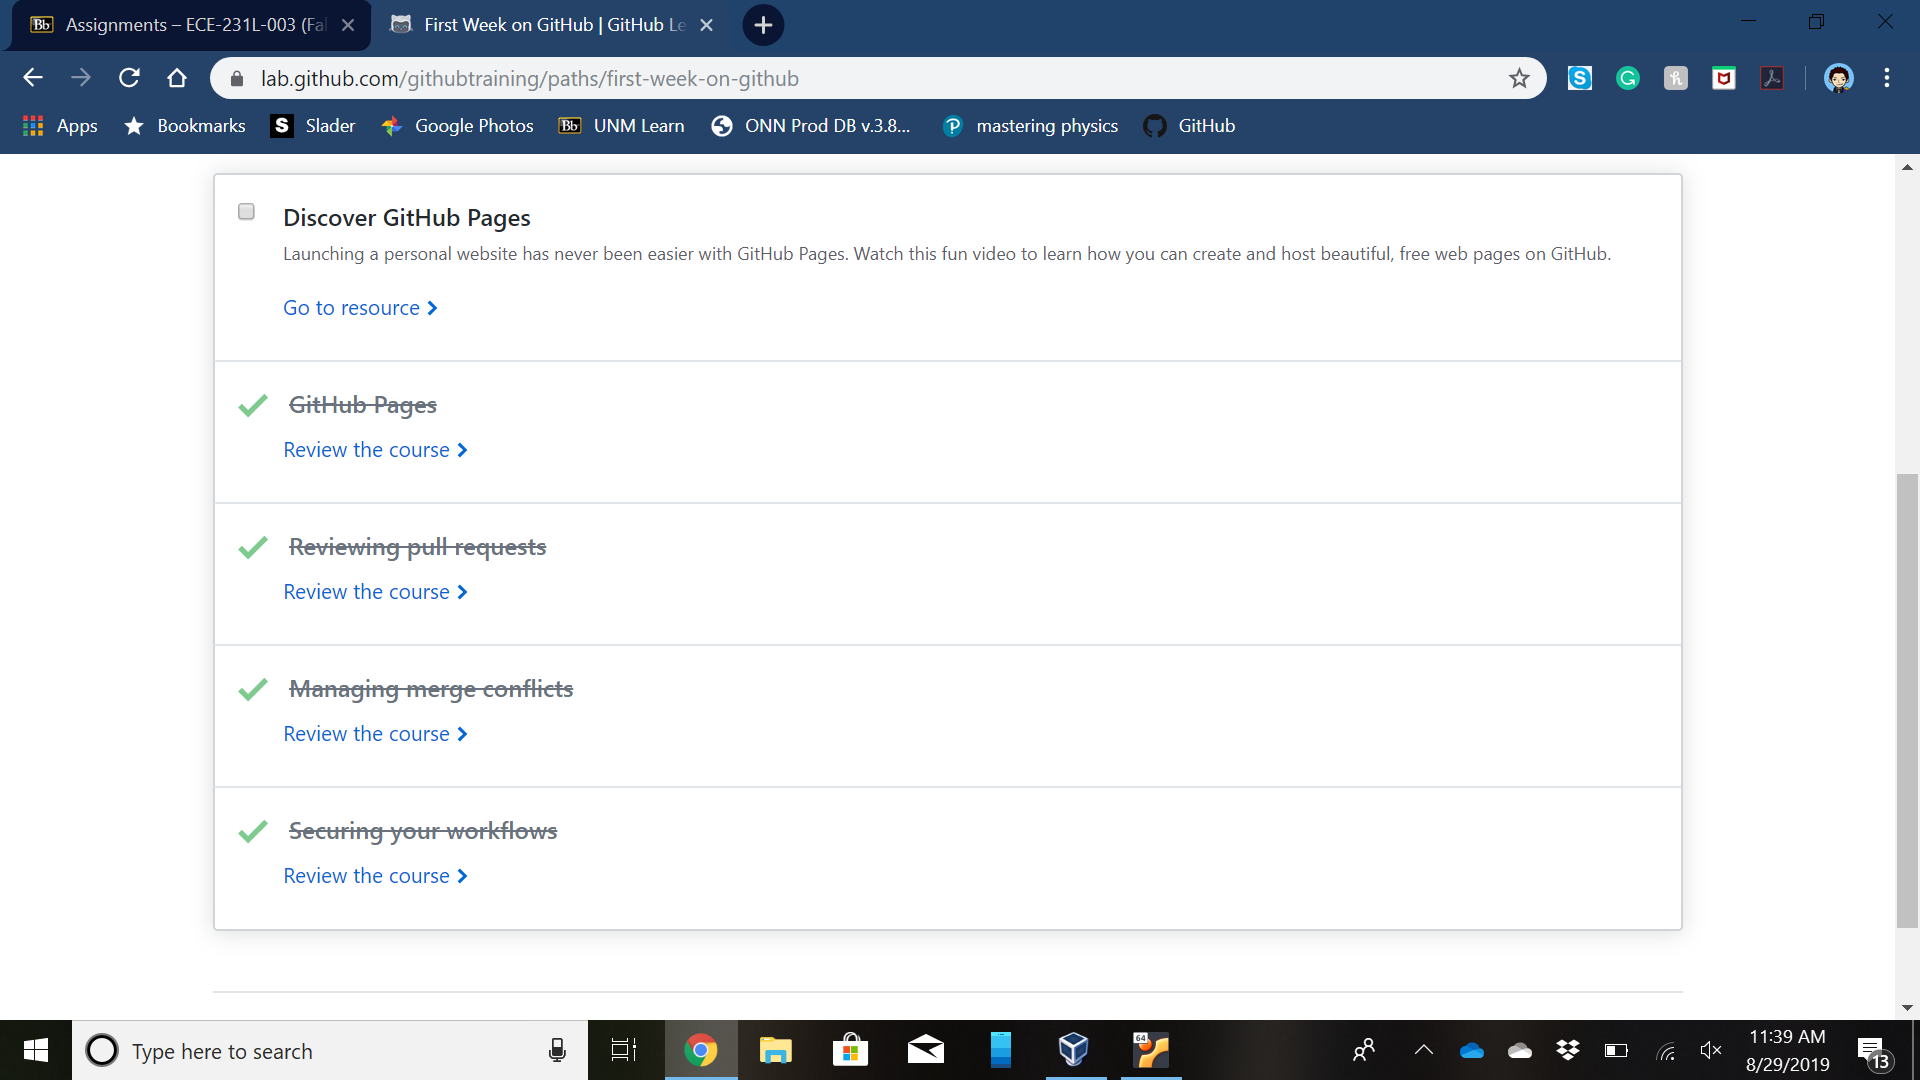 Bb Assignments – ECE-231L-003 (Fal
First Week on GitHub | GitHub Le
lab.github.com/githubtraining/paths/first-week-on-github
Apps Bookmarks S Slader Google Photos Bb UNM Learn ONN Prod DB v.3.8... mastering physics GitHub
Discover GitHub Pages
Launching a personal website has never been easier with GitHub Pages. Watch this fun video to learn how you can create and host beautiful, free web pages on GitHub.
Go to resource
GitHub Pages
Review the course
Reviewing pull requests
Review the course
Managing merge conflicts
Review the course
Securing your workflows
Review the course
Type here to search
64
11:39 AM
8/29/2019
13